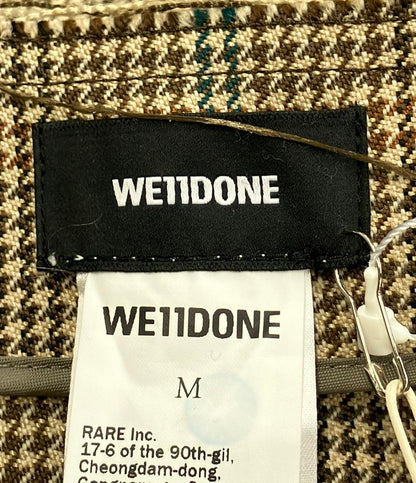 WE11DONE
WE11DONE
M
RARE Inc.
17-6 of the 90th-gil,
Cheongdam-dong,